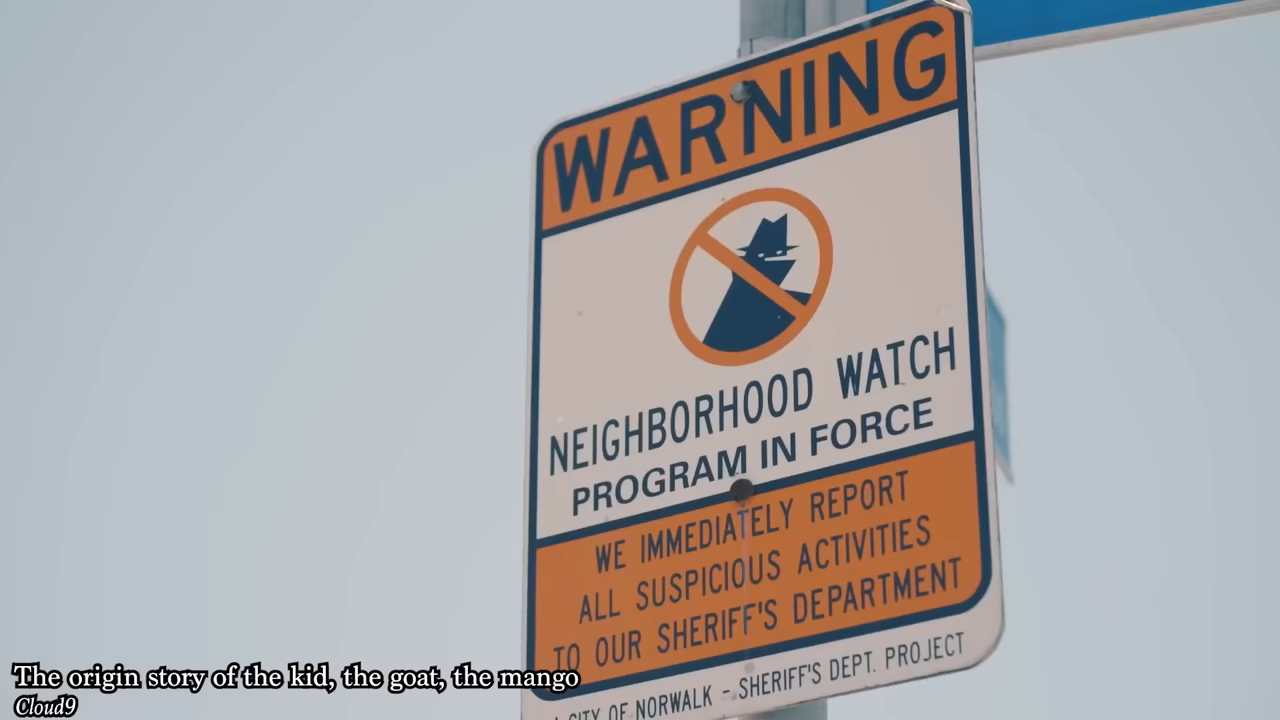 WARNING
NEIGHBORHOOD WATCH
PROGRAM IN FORCE
WE IMMEDIATELY REPORT
ALL SUSPICIOUS ACTIVITIES
TO OUR SHERIFF'S DEPARTMENT
A CITY OF NORWALK - SHERIFF'S DEPT. PROJECT
The origin story of the kid, the goat, the mango
Cloud9